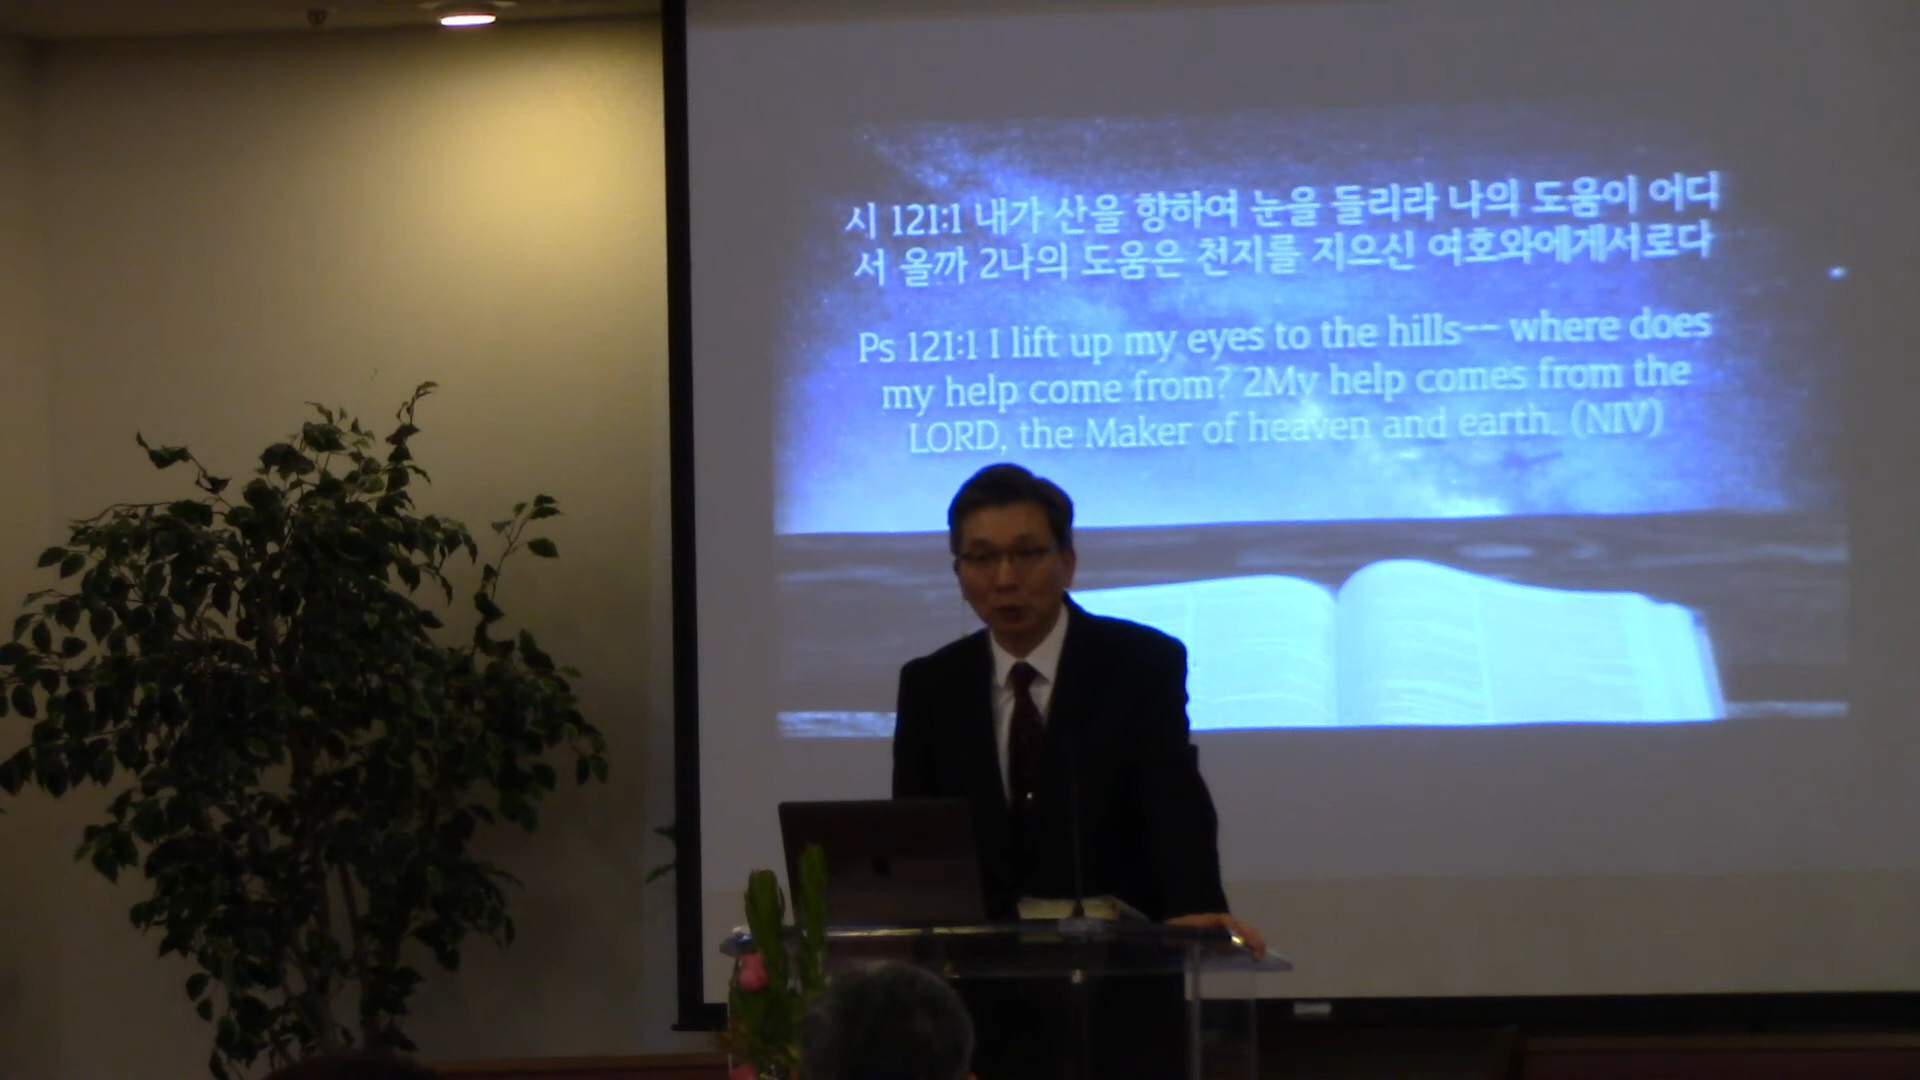 시 121:1 내가 산을 향하여 눈을 들리라 나의 도움이 어디
서 올까 2나의 도움은 천지를 지으신 여호와에게서로다
Ps 121:1 I lift up my eyes to the hills-- where does
my help come from? 2My help comes from the
LORD, the Maker of heaven and earth. (NIV)